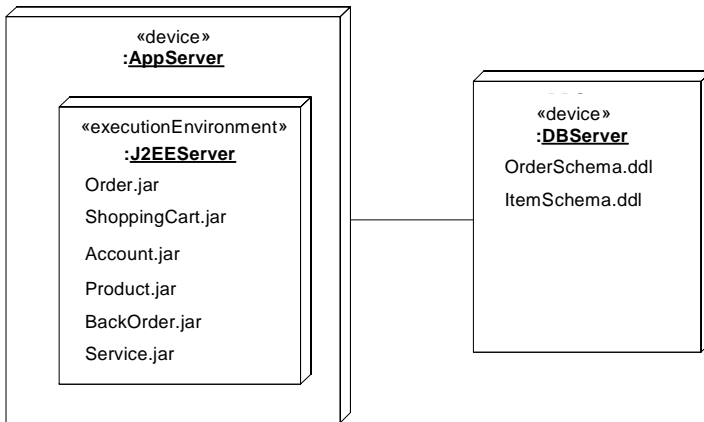 «device»
:AppServer
«executionEnvironment»
:J2EEServer
Order.jar
ShoppingCart.jar
Account.jar
Product.jar
BackOrder.jar
Service.jar
«device»
:DBServer
OrderSchema.ddl
ItemSchema.ddl